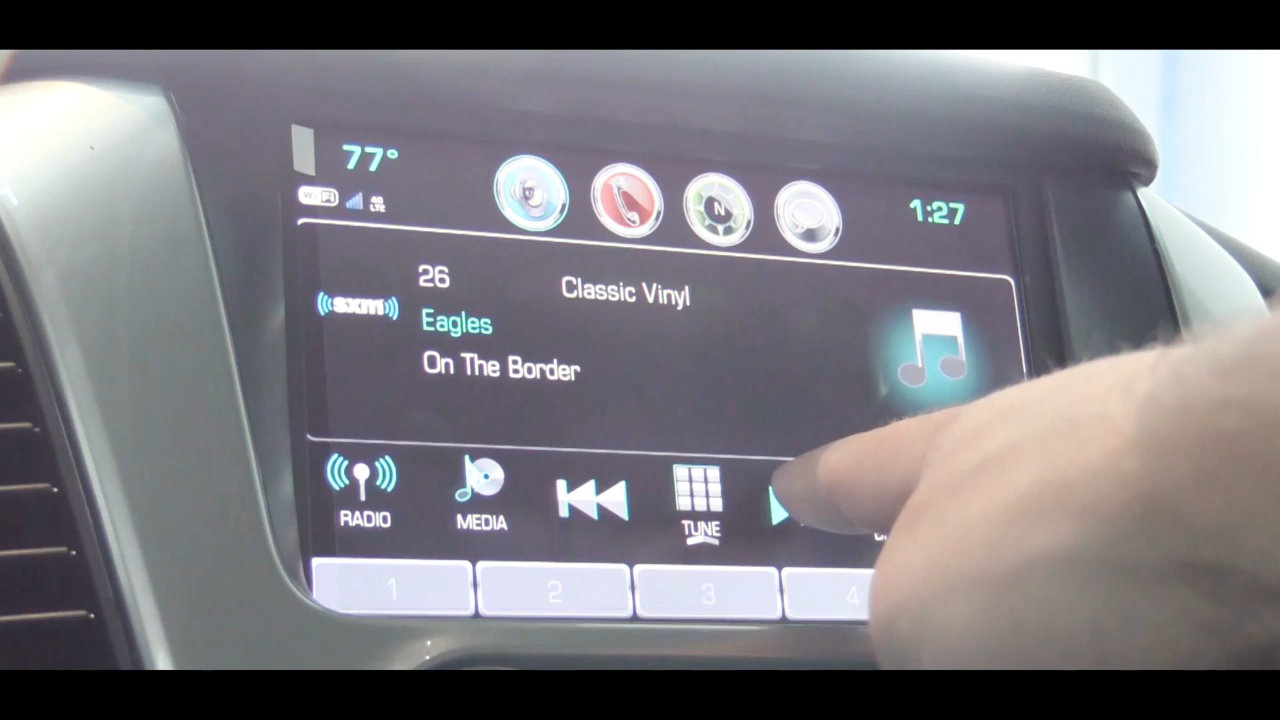 77°
WiFi
4G
LTE
N
1:27
26
Classic Vinyl
sxm
Eagles
On The Border
RADIO
MEDIA
TUNE
1
2
3
4